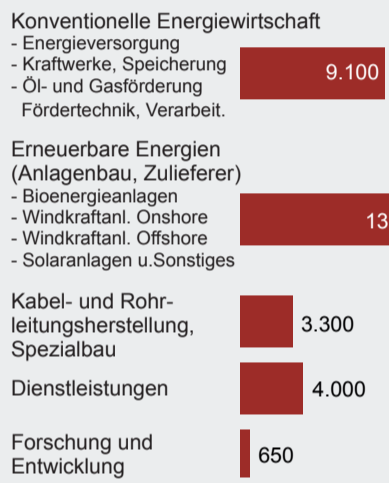 Konventionelle Energiewirtschaft
- Energieversorgung
- Kraftwerke, Speicherung
- Öl- und Gasförderung
Fördertechnik, Verarbeit.
9.100
Erneuerbare Energien
(Anlagenbau, Zulieferer)
- Bioenergieanlagen
- Windkraftanl. Onshore
- Windkraftanl. Offshore
- Solaranlagen u.Sonstiges
13
Kabel- und Rohr-
leitungsherstellung,
Spezialbau
3.300
Dienstleistungen
4.000
Forschung und
Entwicklung
650